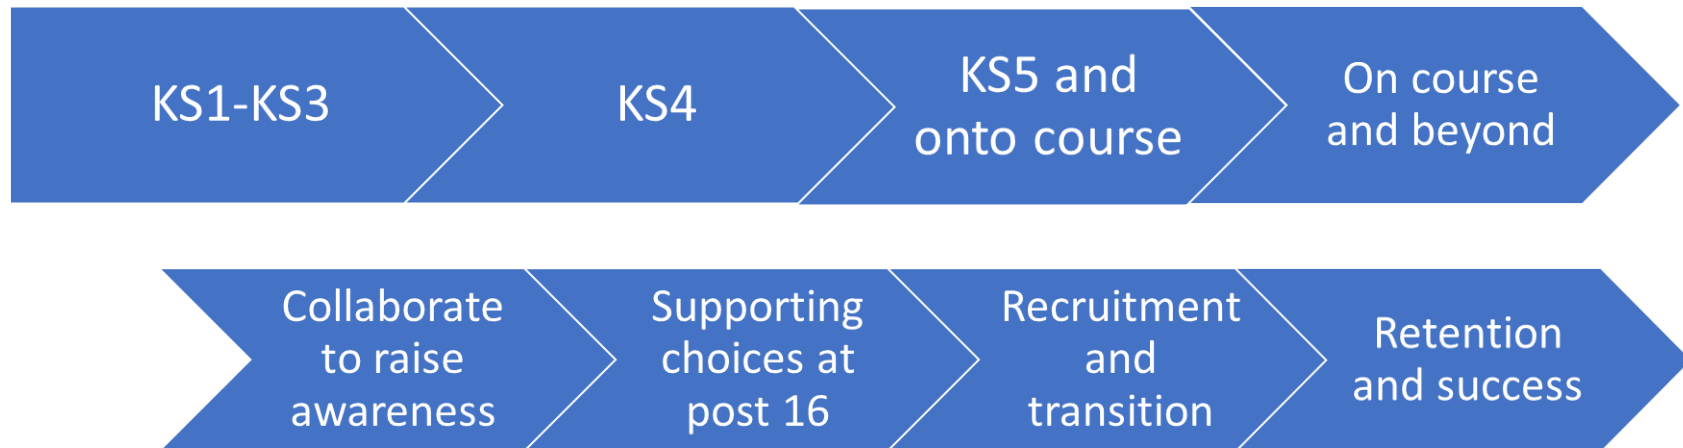 KS1-KS3
KS4
KS5 and
onto course
On course
and beyond
Collaborate
to raise
awareness
Supporting
choices at
post 16
Recruitment
and
transition
Retention
and success